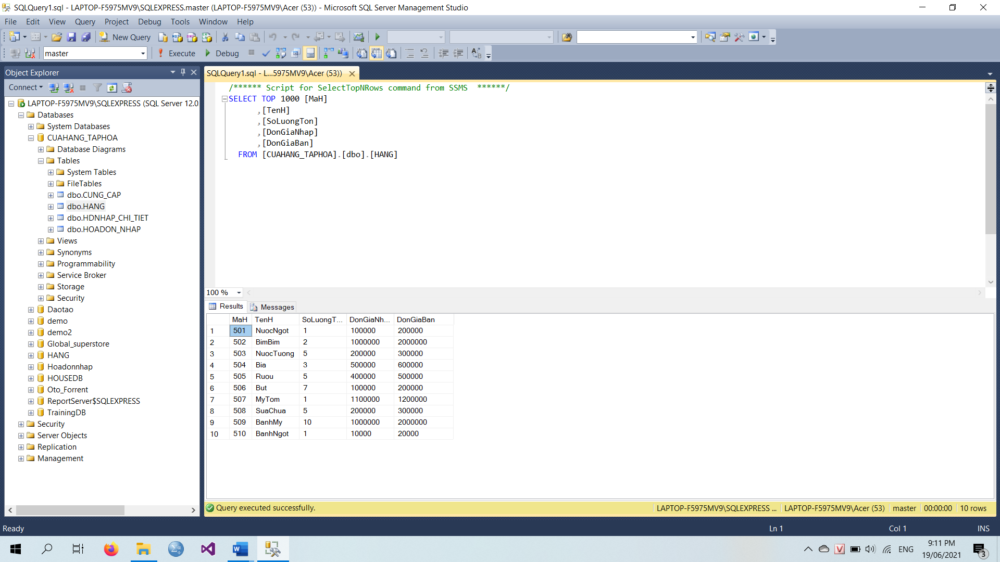 SQLQuery1.sql - LAPTOP-F5975MV9\SQLEXPRESS.master (LAPTOP-F5975MV9\Acer (53)) - Microsoft SQL Server Management Studio
File Edit View Query Project Debug Tools Window Help
New Query
master Execute Debug
Object Explorer
Connect
LAPTOP-F5975MV9\SQLEXPRESS (SQL Server 12.0
Databases
System Databases
CUAHANG_TAPHOA
Database Diagrams
Tables
System Tables
FileTables
dbo.CUNG_CAP
dbo.HANG
dbo.HDNHAP_CHI_TIET
dbo.HOADON_NHAP
Views
Synonyms
Programmability
Service Broker
Storage
Security
Daotao
demo
demo2
Global_superstore
HANG
Hoadonnhap
HOUSEDB
Oto_Forrent
ReportServer$SQLEXPRESS
TrainingDB
Security
Server Objects
Replication
Management
SQLQuery1.sql - L...5975MV9\Acer (53))
/****** Script for SelectTopNRows command from SSMS  ******/
SELECT TOP 1000 [MaH]
,[TenH]
,[SoLuongTon]
,[DonGiaNhap]
,[DonGiaBan]
FROM [CUAHANG_TAPHOA].[dbo].[HANG]
100 %
Results Messages
MaH TenH SoLuongT... DonGiaNh... DonGiaBan
1 501 NuocNgot 1 100000 200000
2 502 BimBim 2 1000000 2000000
3 503 NuocTuong 5 200000 300000
4 504 Bia 3 500000 600000
5 505 Ruou 5 400000 500000
6 506 But 7 100000 200000
7 507 MyTom 1 1100000 1200000
8 508 SuaChua 5 200000 300000
9 509 BanhMy 10 1000000 2000000
10 510 BanhNgot 1 10000 20000
Query executed successfully. LAPTOP-F5975MV9\SQLEXPRESS ... LAPTOP-F5975MV9\Acer (53) master 00:00:00 10 rows
Ready Ln 1 Col 1 INS
ENG 9:11 PM
19/06/2021
3